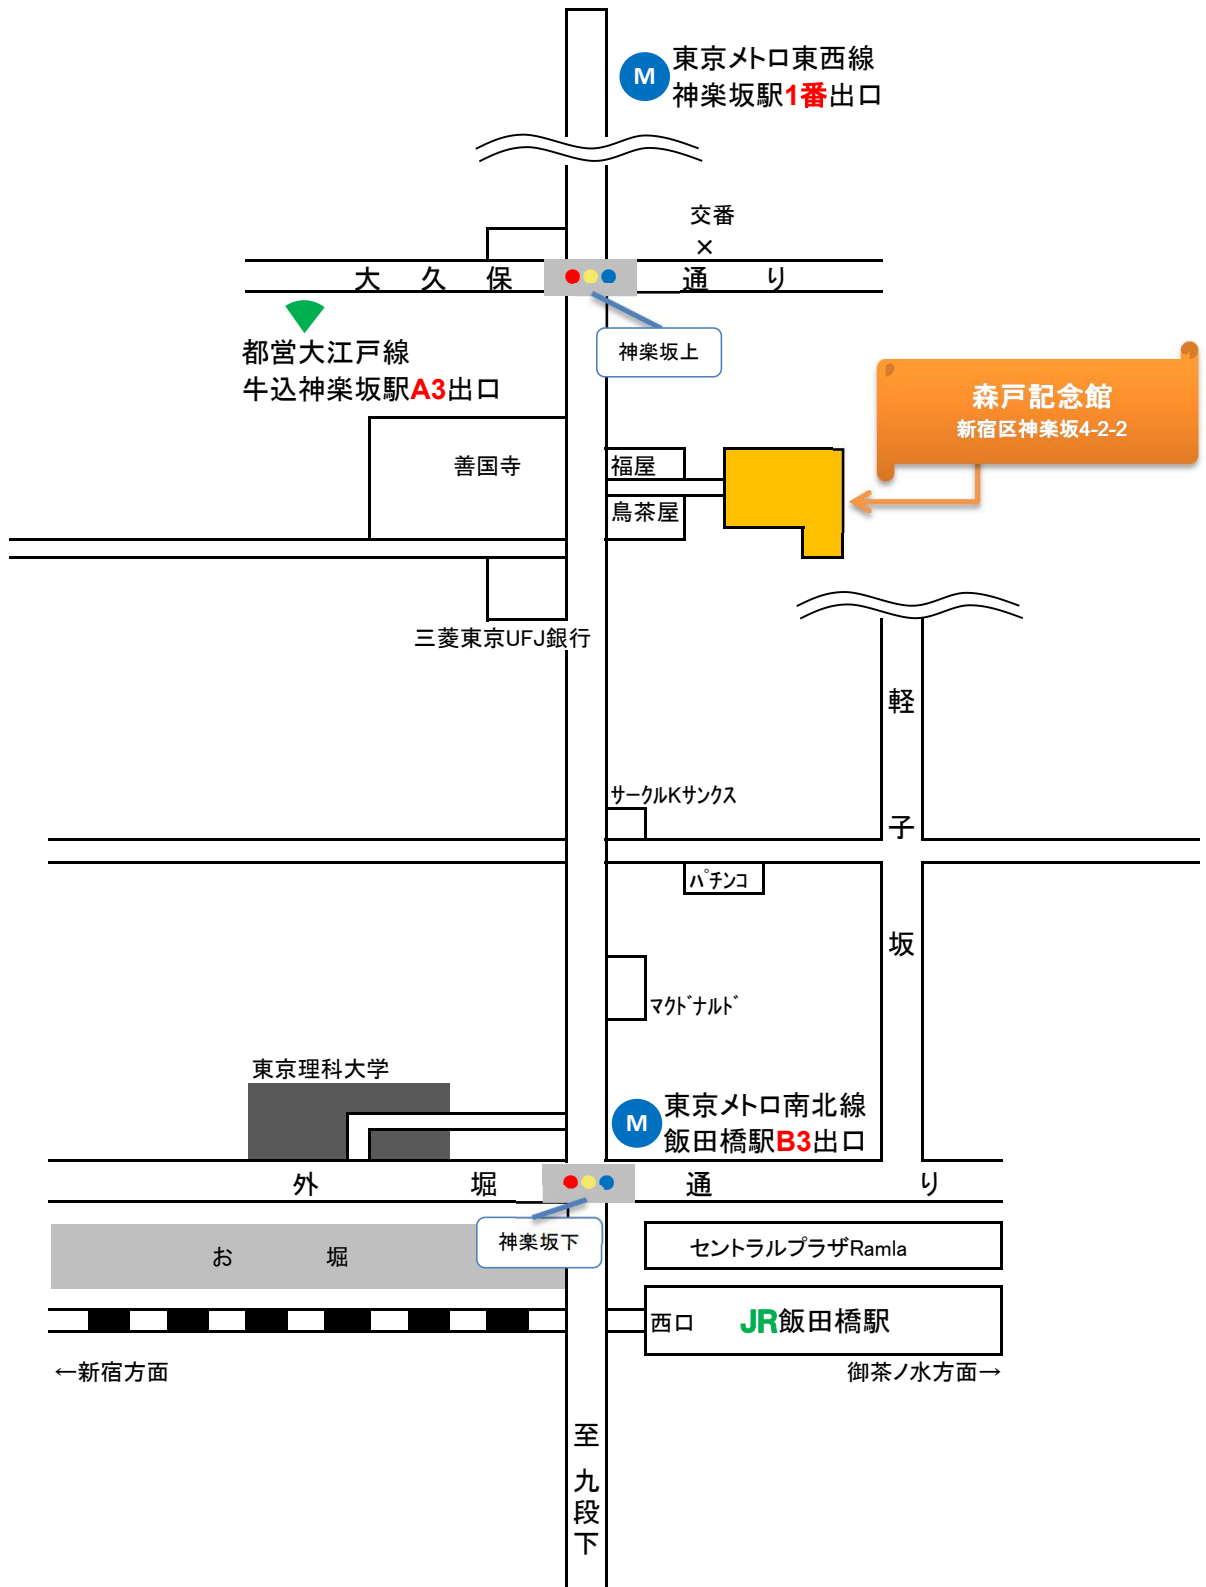 M
東京メトロ東西線
神楽坂駅1番出口
交番
×
大久保通り
神楽坂上
都営大江戸線
牛込神楽坂駅A3出口
森戸記念館
新宿区神楽坂4-2-2
善国寺
福屋
鳥茶屋
三菱東京UFJ銀行
軽子坂
サークルKサンクス
パチンコ
マクドナルド
東京理科大学
M
東京メトロ南北線
飯田橋駅B3出口
外堀通り
神楽坂下
お堀
セントラルプラザRamla
西口
JR飯田橋駅
←新宿方面
御茶ノ水方面→
至九段下